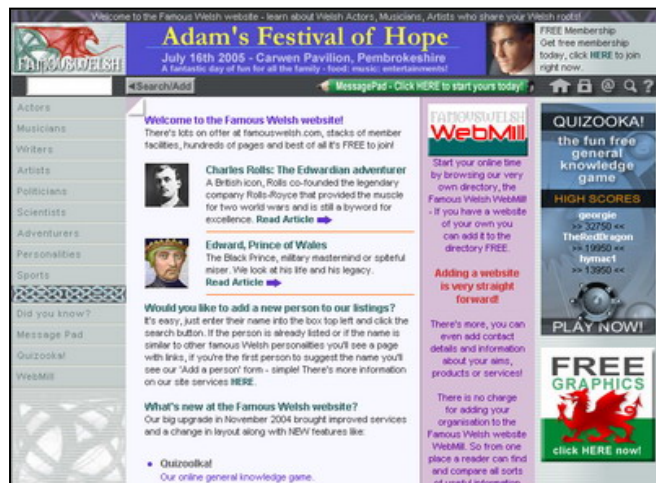 Welcome to the Famous Welsh website - learn about Welsh Actors, Musicians, Artists who share your Welsh roots!
FAMOUSWELSH
Adam's Festival of Hope
July 16th 2005 - Carwen Pavilion, Pembrokeshire
A fantastic day of fun for all the family - food: music: entertainments!
FREE Membership
Get free membership
today, click HERE to join
right now.
Search/Add
MessagePad - Click HERE to start yours today!
Actors
Musicians
Writers
Artists
Politicians
Scientists
Adventurers
Personalities
Sports
Did you know?
Message Pad
Quizooka!
WebMill
Welcome to the Famous Welsh website!
There's lots on offer at famouswelsh.com, stacks of member
facilities, hundreds of pages and best of all it's FREE to join!
Charles Rolls: The Edwardian adventurer
A British icon, Rolls co-founded the legendary
company Rolls-Royce that provided the muscle
for two world wars and is still a byword for
excellence. Read Article
Edward, Prince of Wales
The Black Prince, military mastermind or spiteful
miser. We look at his life and his legacy.
Read Article
Would you like to add a new person to our listings?
It's easy, just enter their name into the box top left and click the
search button. If the person is already listed or if the name is
similar to other famous Welsh personalities you'll see a page
with links, if you're the first person to suggest the name you'll
see our 'Add a person' form - simple! There's more information
on our site services HERE.
What's new at the Famous Welsh website?
Our big upgrade in November 2004 brought improved services
and a change in layout along with NEW features like:
• Quizoolka!
Our online general knowledge game.
FAMOUSWELSH
WebMill
Start your online time
by browsing our very
own directory, the
Famous Welsh WebMill
- If you have a website
of your own you
can add it to the
directory FREE.
Adding a website
is very straight
forward!
There's more, you can
even add contact
details and information
about your aims,
products or services!
There is no charge
for adding your
organisation to the
Famous Welsh website
WebMill. So from one
place a reader can find
and compare all sorts
of useful information
QUIZOOKA!
the fun free
general
knowledge
game
HIGH SCORES
georgie
>> 32750 <<
TheRedDragon
>> 19950 <<
hymac1
>> 13950 <<
PLAY NOW!
FREE
GRAPHICS
click HERE now!